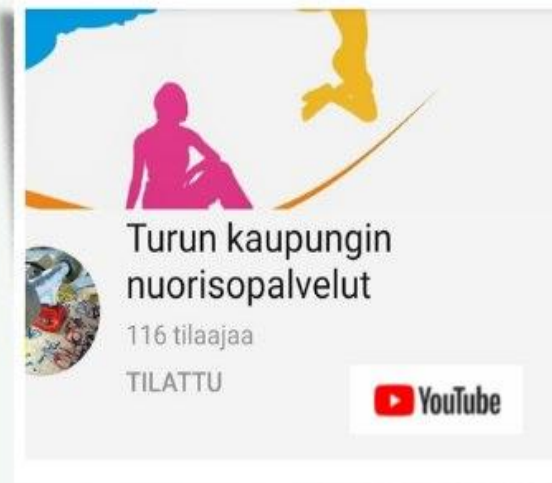 Turun kaupungin
nuorisopalvelut
116 tilaajaa
TILATTU
YouTube